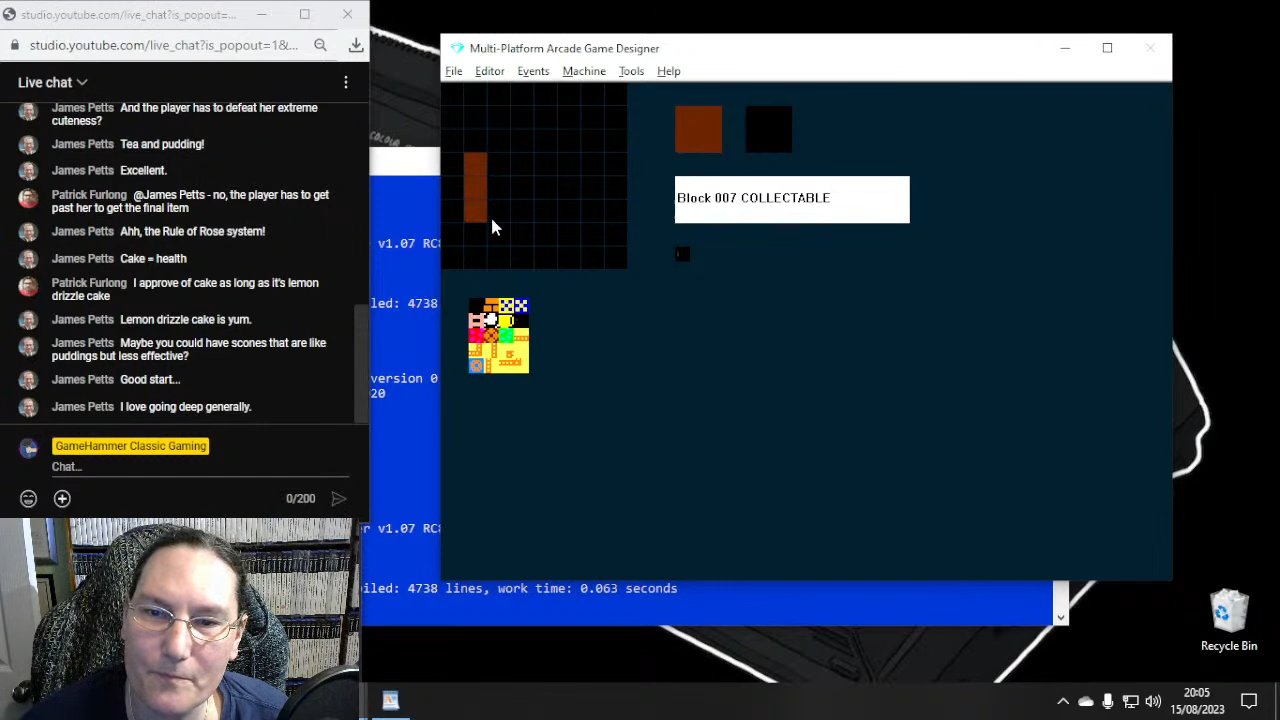 studio.youtube.com/live_chat?is_popout=...
studio.youtube.com/live_chat?is_popout=1&...
Live chat
James Petts And the player has to defeat her extreme
cuteness?
James Petts Tea and pudding!
James Petts Excellent.
Patrick Furlong @James Petts - no, the player has to get
past her to get the final item
James Petts Ahh, the Rule of Rose system!
James Petts Cake = health
Patrick Furlong I approve of cake as long as it's lemon
drizzle cake
James Petts Lemon drizzle cake is yum.
James Petts Maybe you could have scones that are like
puddings but less effective?
James Petts Good start...
James Petts I love going deep generally.
GameHammer Classic Gaming
Chat...
0/200
COLOUR
v1.07 RC8
led: 4738
version 0
20
r v1.07 RC8
iled: 4738 lines, work time: 0.063 seconds
Multi-Platform Arcade Game Designer
File Editor Events Machine Tools Help
Block 007 COLLECTABLE
Recycle Bin
20:05
15/08/2023